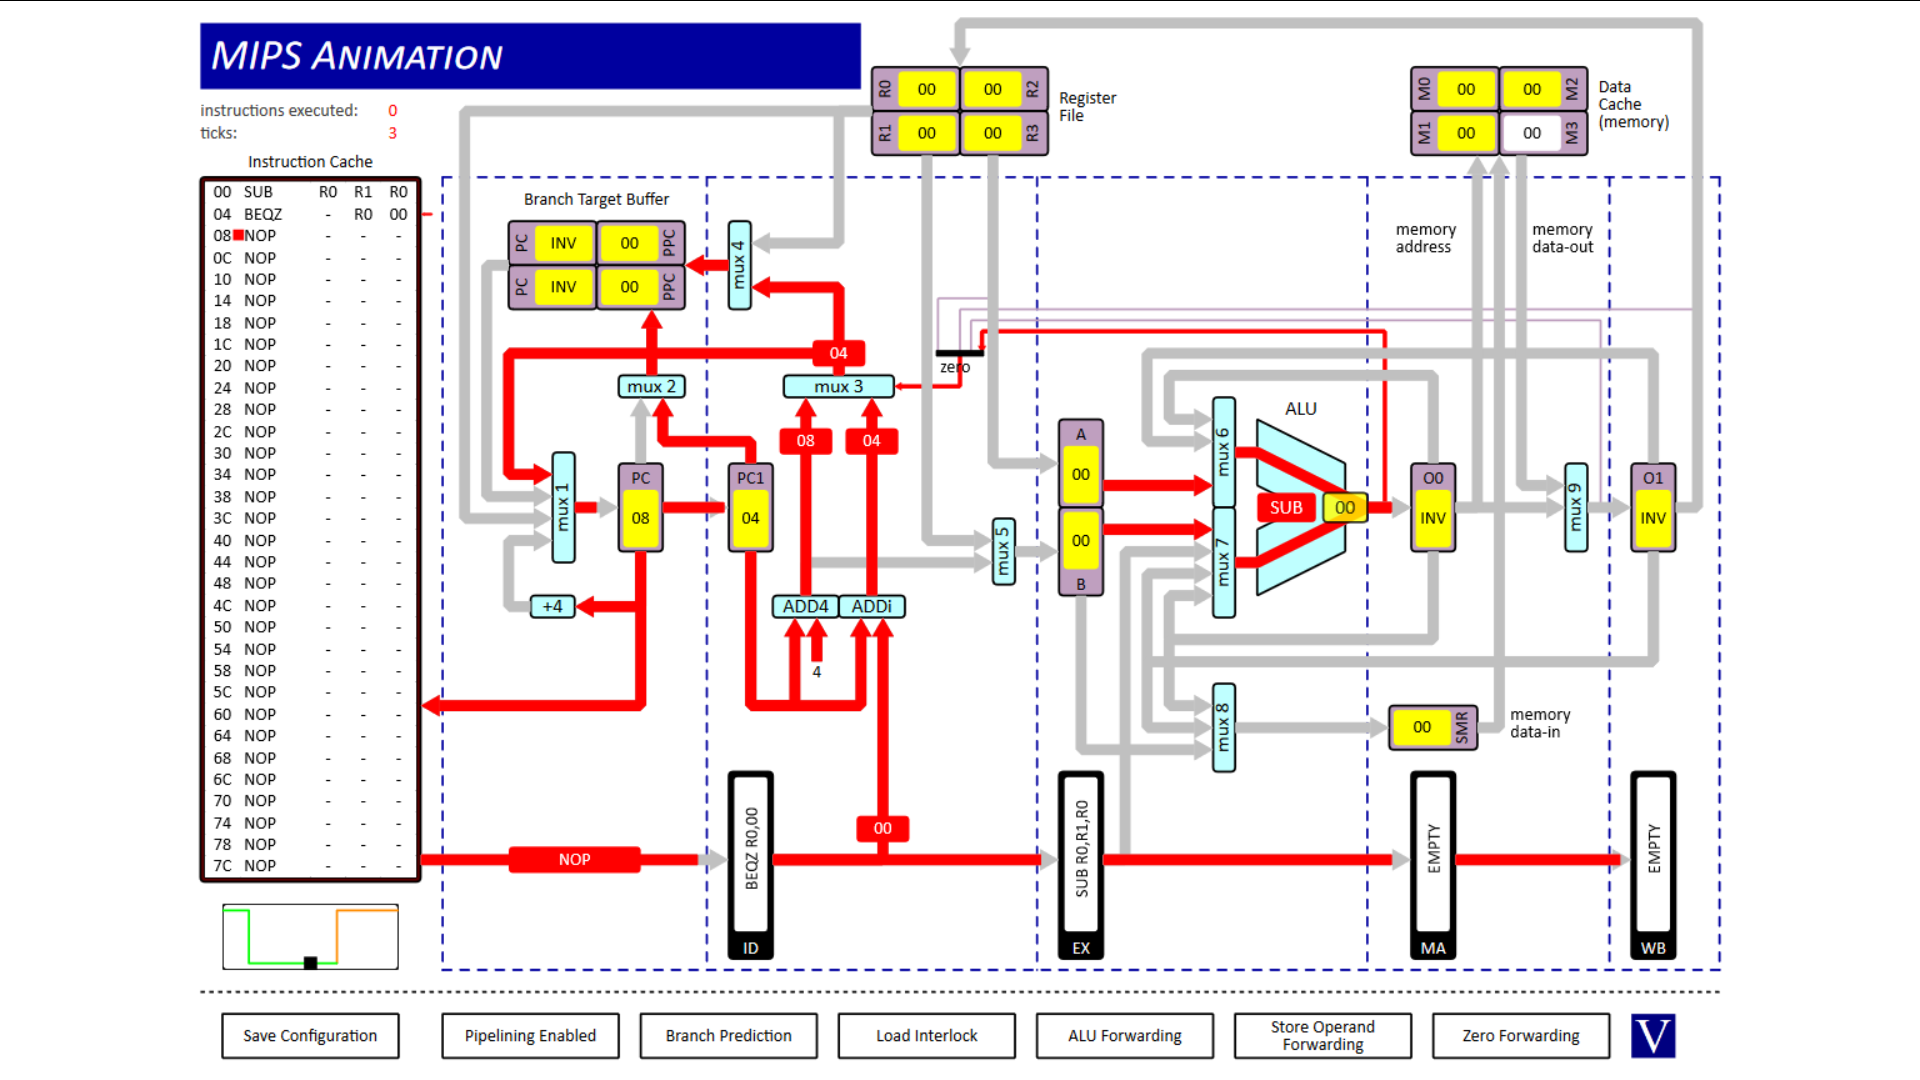 MIPS ANIMATION
instructions executed: 0
ticks: 3
Instruction Cache
00 SUB R0 R1 R0
04 BEQZ - R0 00
08 NOP - - -
0C NOP - - -
10 NOP - - -
14 NOP - - -
18 NOP - - -
1C NOP - - -
20 NOP - - -
24 NOP - - -
28 NOP - - -
2C NOP - - -
30 NOP - - -
34 NOP - - -
38 NOP - - -
3C NOP - - -
40 NOP - - -
44 NOP - - -
48 NOP - - -
4C NOP - - -
50 NOP - - -
54 NOP - - -
58 NOP - - -
5C NOP - - -
60 NOP - - -
64 NOP - - -
68 NOP - - -
6C NOP - - -
70 NOP - - -
74 NOP - - -
78 NOP - - -
7C NOP - - -
R0 00 00 R2
R1 00 00 R3
Register
File
M0 00 00 M2
M1 00 00 M3
Data
Cache
(memory)
Branch Target Buffer
PC INV 00 PPC
PC INV 00 PPC
mux 4
memory
address
memory
data-out
04
zero
mux 2
mux 3
08
04
mux 1
PC
08
PC1
04
+4
ADD4
ADDi
4
mux 5
A
00
00
B
mux 6
mux 7
ALU
SUB
00
O0
INV
mux 9
O1
INV
mux 8
00 SMR
memory
data-in
00
NOP
BEQZ R0,00
ID
SUB R0,R1,R0
EX
EMPTY
MA
EMPTY
WB
Save Configuration
Pipelining Enabled
Branch Prediction
Load Interlock
ALU Forwarding
Store Operand
Forwarding
Zero Forwarding
V